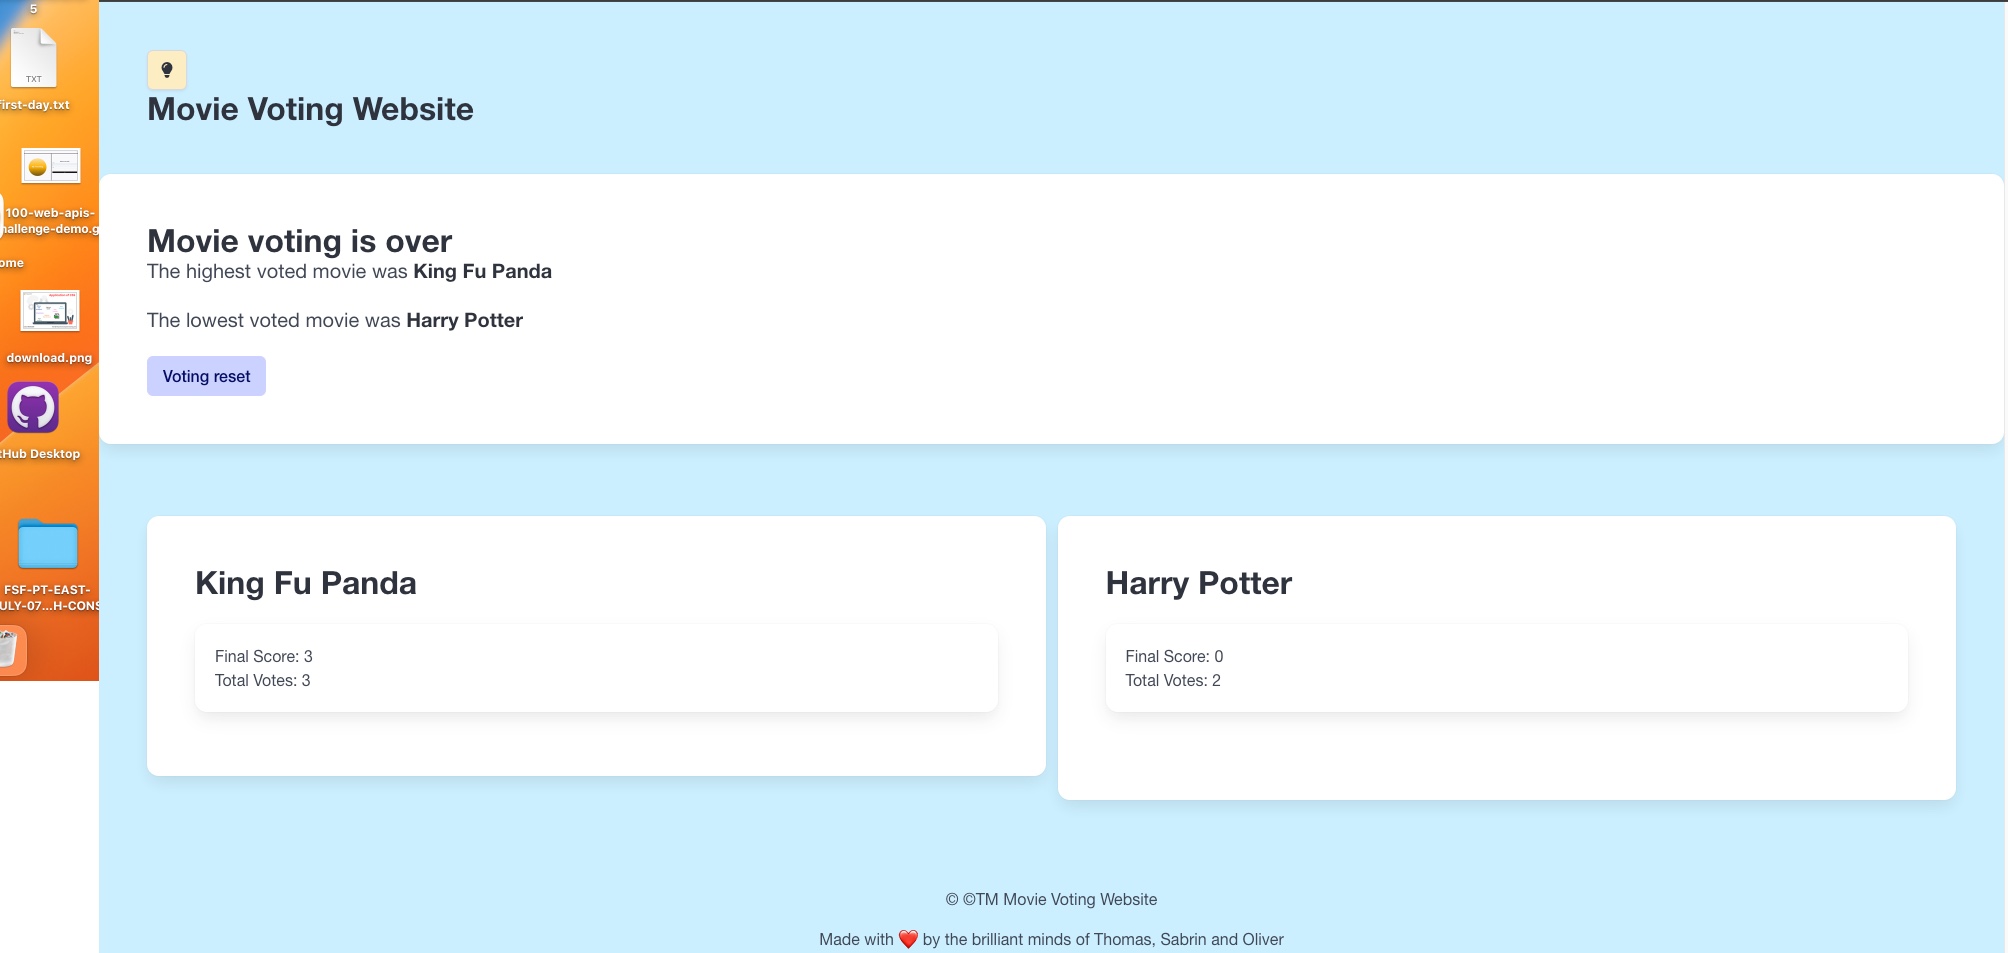 5
TXT
first-day.txt
100-web-apis-
hallenge-demo.g
ome
download.png
tHub Desktop
FSF-PT-EAST-
ULY-07...H-CONS
Movie Voting Website
Movie voting is over
The highest voted movie was King Fu Panda
The lowest voted movie was Harry Potter
Voting reset
King Fu Panda
Final Score: 3
Total Votes: 3
Harry Potter
Final Score: 0
Total Votes: 2
© ©TM Movie Voting Website
Made with ❤️ by the brilliant minds of Thomas, Sabrin and Oliver